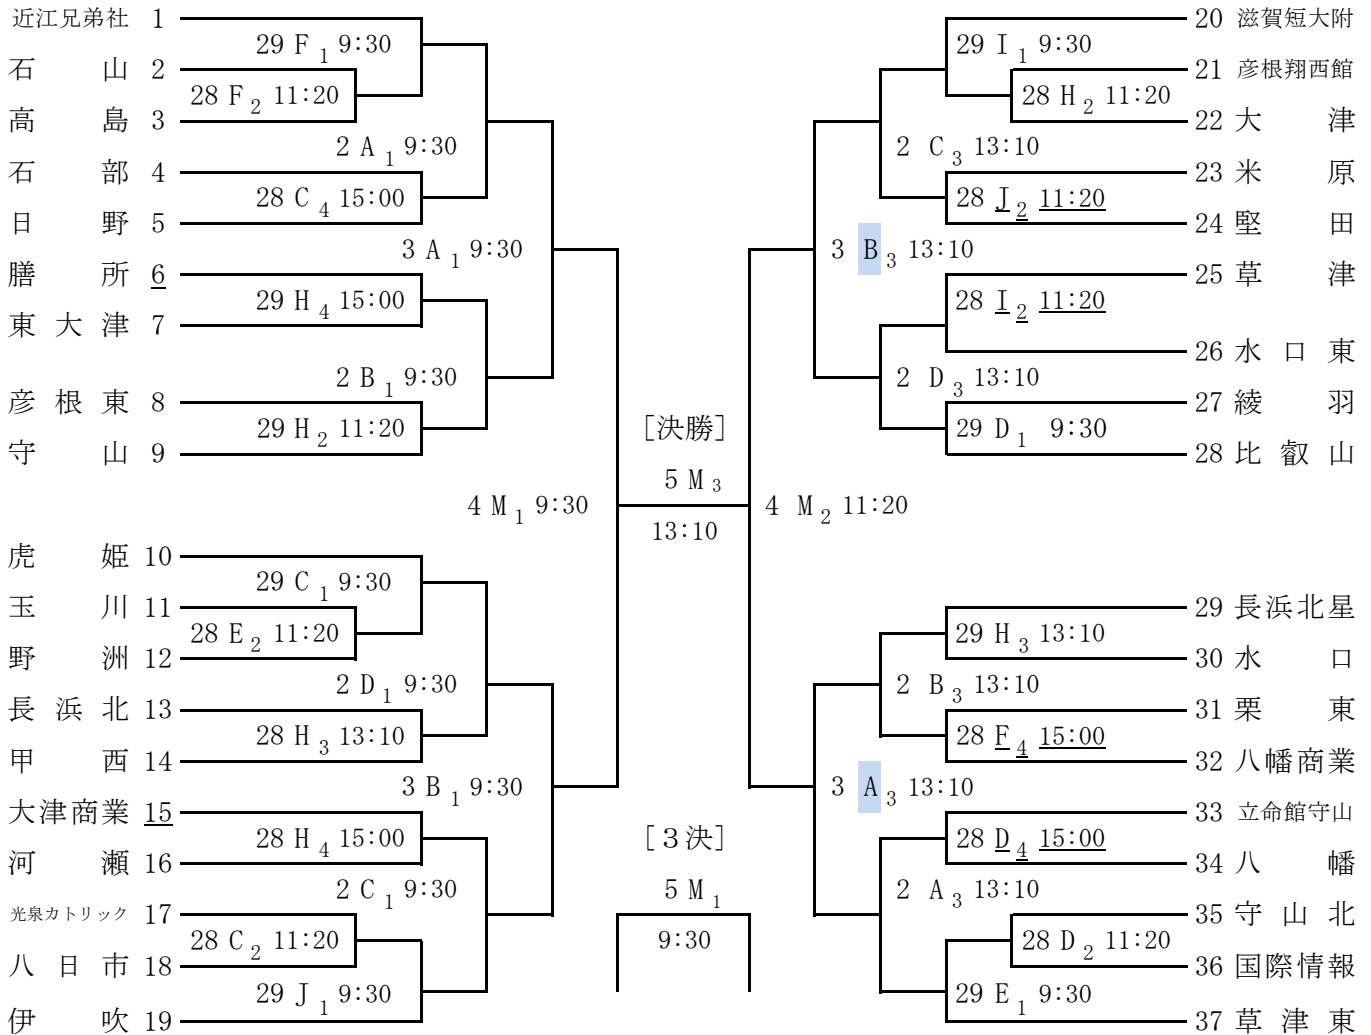 近江兄弟社 1
29 F 1 9:30
石山 2
28 F 2 11:20
高島 3
2 A 1 9:30
石部 4
28 C 4 15:00
日野 5
3 A 1 9:30
膳所 6
29 H 4 15:00
東大津 7
2 B 1 9:30
彦根東 8
29 H 2 11:20
守山 9
4 M 1 9:30
虎姫 10
29 C 1 9:30
玉川 11
28 E 2 11:20
野洲 12
2 D 1 9:30
長浜北 13
28 H 3 13:10
甲西 14
3 B 1 9:30
大津商業 15
28 H 4 15:00
河瀬 16
2 C 1 9:30
光泉カトリック 17
28 C 2 11:20
八日市 18
29 J 1 9:30
伊吹 19
[決勝]
5 M 3
13:10
[3決]
5 M 1
9:30
20 滋賀短大附
29 I 1 9:30
21 彦根翔西館
28 H 2 11:20
22 大津
2 C 3 13:10
23 米原
28 J 2 11:20
24 堅田
3 B 3 13:10
25 草津
28 I 2 11:20
26 水口東
2 D 3 13:10
27 綾羽
29 D 1 9:30
28 比叡山
4 M 2 11:20
29 長浜北星
29 H 3 13:10
30 水口
2 B 3 13:10
31 栗東
28 F 4 15:00
32 八幡商業
3 A 3 13:10
33 立命館守山
28 D 4 15:00
34 八幡
2 A 3 13:10
35 守山北
28 D 2 11:20
36 国際情報
29 E 1 9:30
37 草津東